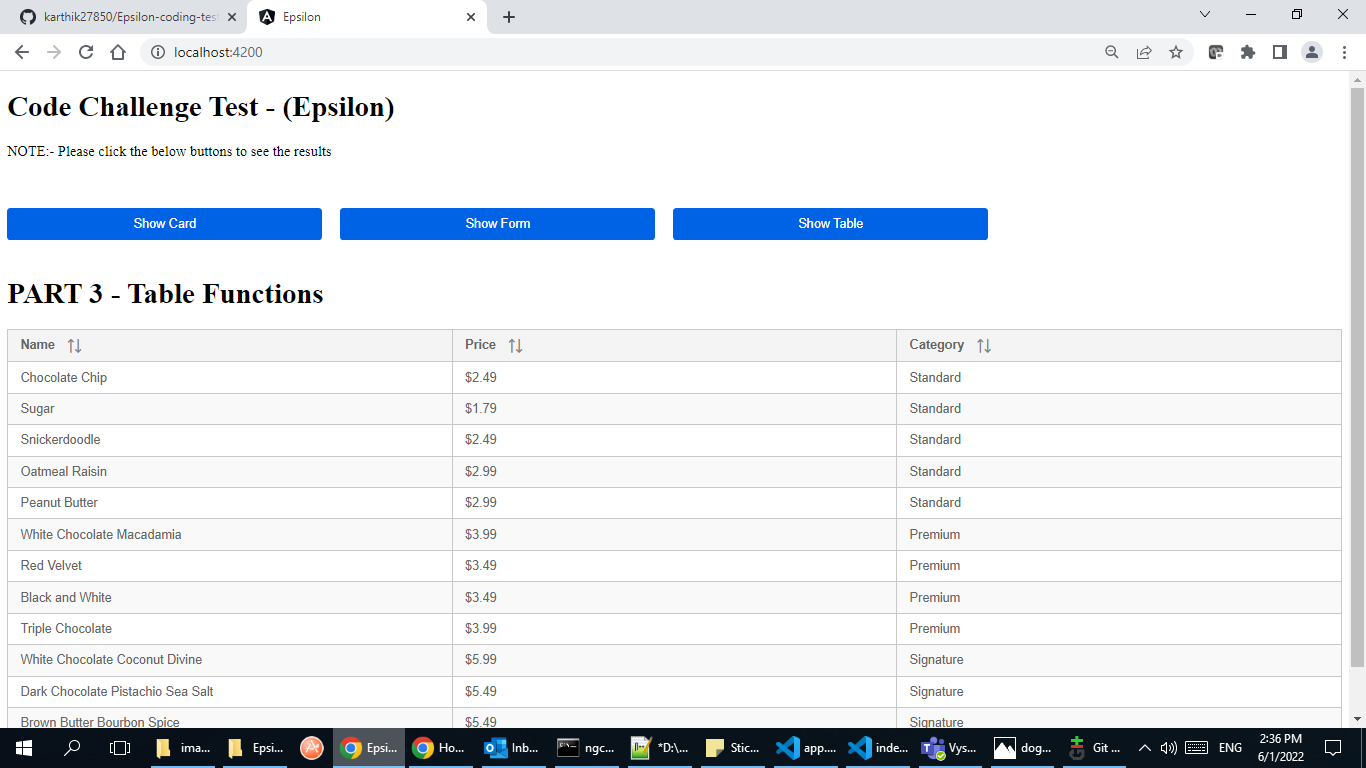 karthik27850/Epsilon-coding-test
Epsilon
localhost:4200
Code Challenge Test - (Epsilon)
NOTE:- Please click the below buttons to see the results
Show Card Show Form Show Table
PART 3 - Table Functions
Name Price Category
Chocolate Chip $2.49 Standard
Sugar $1.79 Standard
Snickerdoodle $2.49 Standard
Oatmeal Raisin $2.99 Standard
Peanut Butter $2.99 Standard
White Chocolate Macadamia $3.99 Premium
Red Velvet $3.49 Premium
Black and White $3.49 Premium
Triple Chocolate $3.99 Premium
White Chocolate Coconut Divine $5.99 Signature
Dark Chocolate Pistachio Sea Salt $5.49 Signature
Brown Butter Bourbon Spice $5.49 Signature
ima... Epsi... Epsi... Ho... Inb... ngc... *D:\... Stic... app.... inde... Vys... dog... Git ... ENG 2:36 PM
6/1/2022